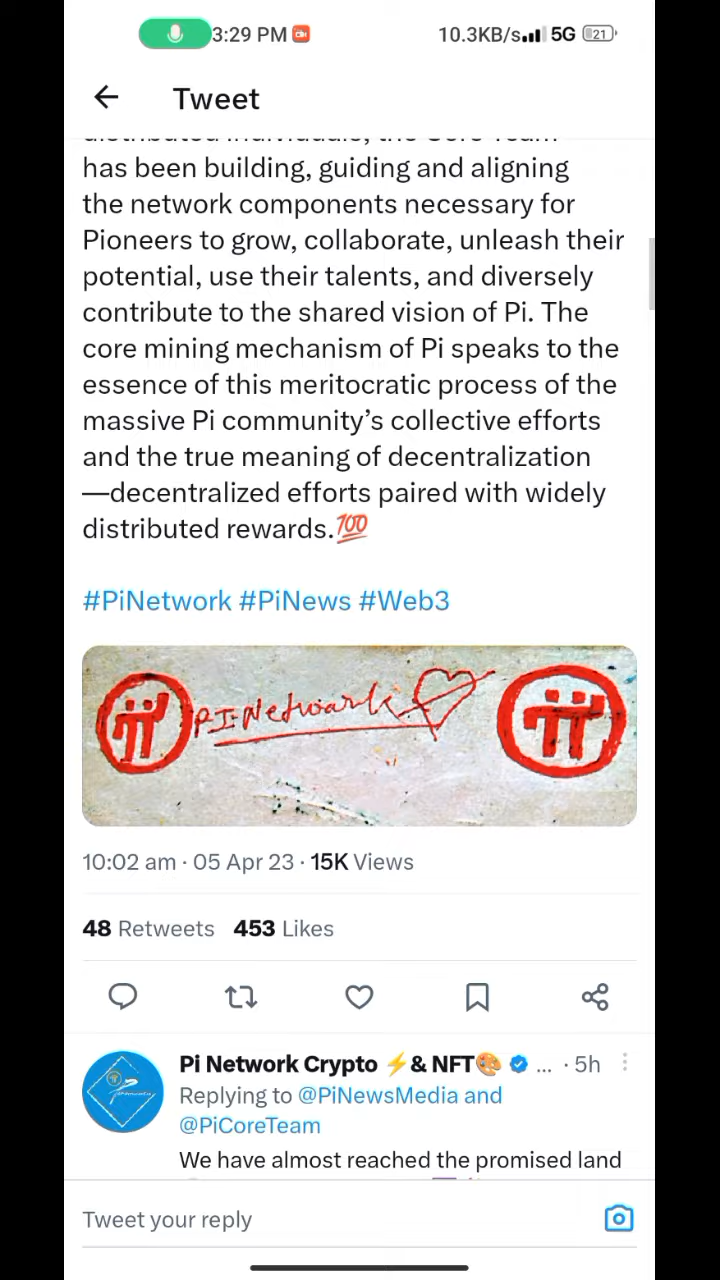 3:29 PM 10.3KB/s 5G 21
Tweet
has been building, guiding and aligning
the network components necessary for
Pioneers to grow, collaborate, unleash their
potential, use their talents, and diversely
contribute to the shared vision of Pi. The
core mining mechanism of Pi speaks to the
essence of this meritocratic process of the
massive Pi community’s collective efforts
and the true meaning of decentralization
—decentralized efforts paired with widely
distributed rewards.💯
#PiNetwork #PiNews #Web3
PI-Network
10:02 am · 05 Apr 23 · 15K Views
48 Retweets 453 Likes
Pi Network Crypto ⚡& NFT🎨 ... · 5h
Replying to @PiNewsMedia and
@PiCoreTeam
We have almost reached the promised land
Tweet your reply